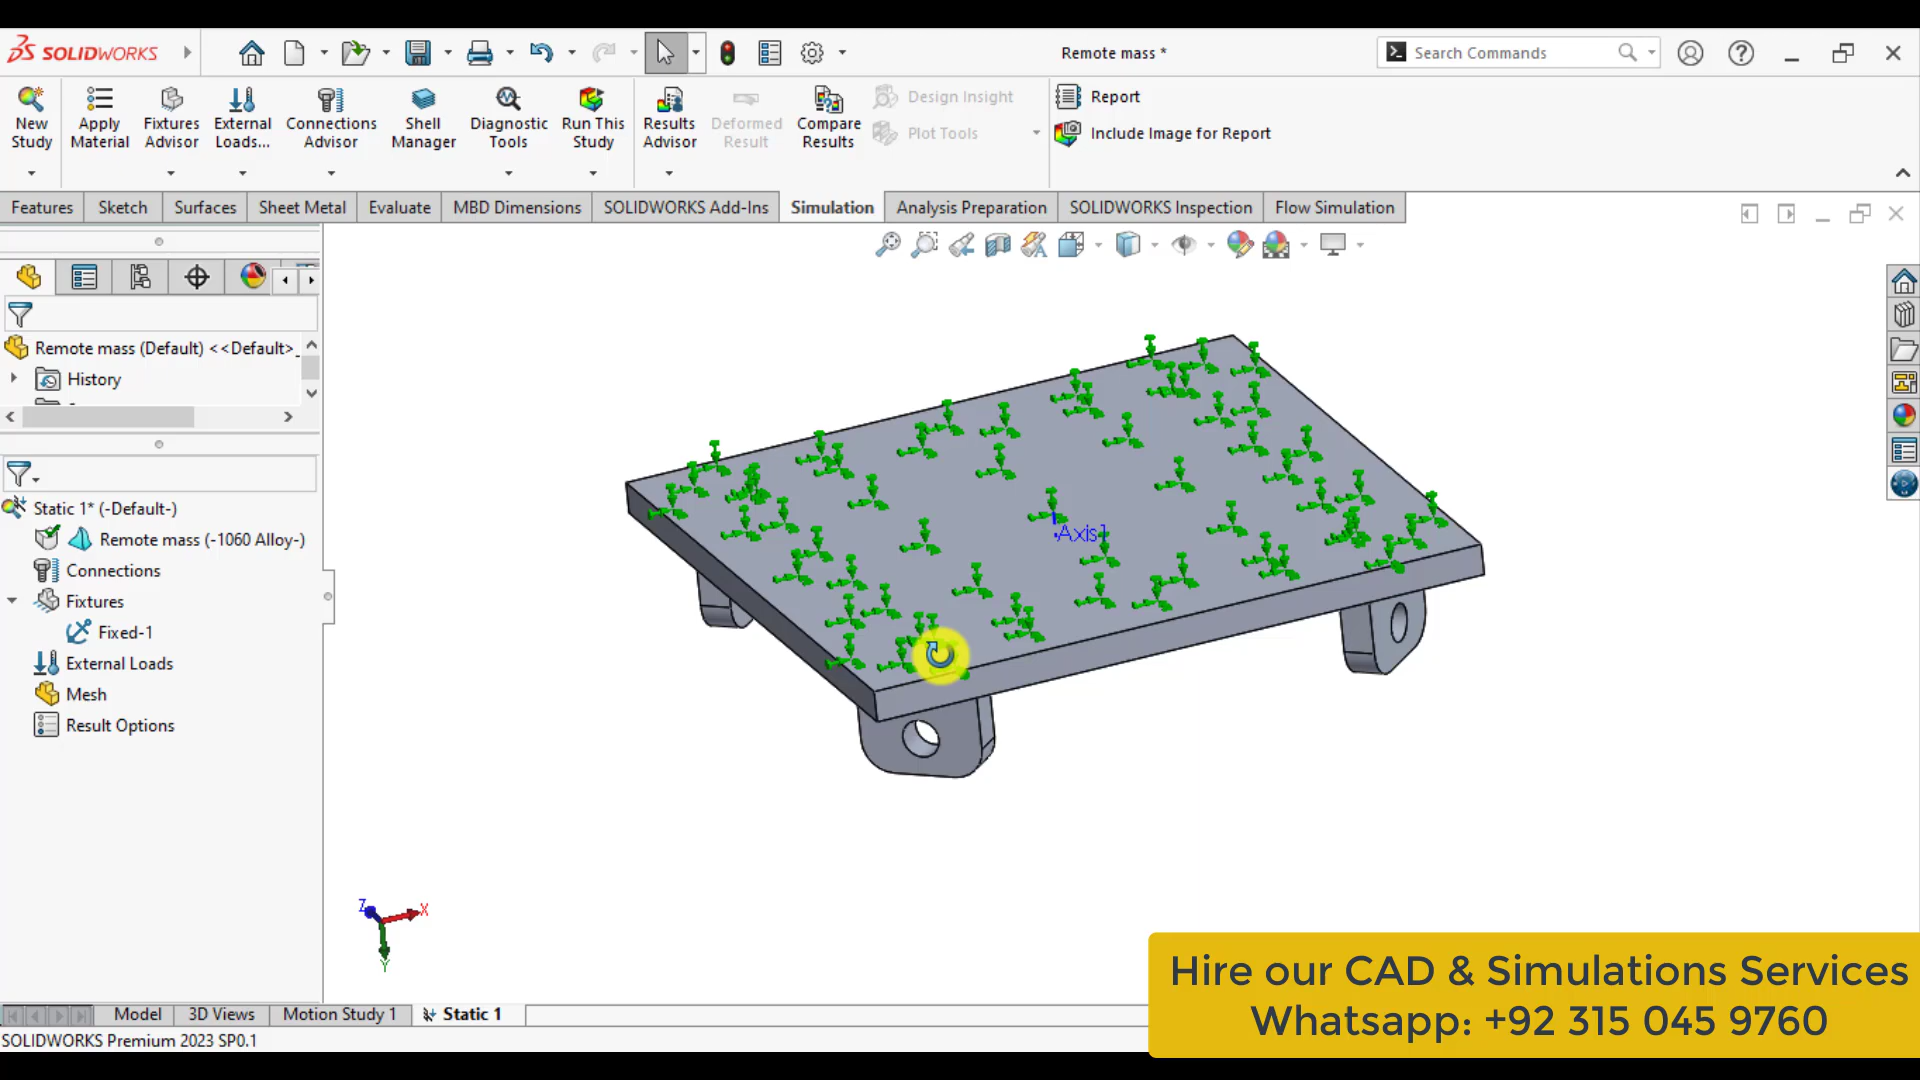 SOLIDWORKS
Remote mass *
Search Commands
New Study
Apply Material
Fixtures Advisor
External Loads...
Connections Advisor
Shell Manager
Diagnostic Tools
Run This Study
Results Advisor
Deformed Result
Compare Results
Design Insight
Plot Tools
Report
Include Image for Report
Features
Sketch
Surfaces
Sheet Metal
Evaluate
MBD Dimensions
SOLIDWORKS Add-Ins
Simulation
Analysis Preparation
SOLIDWORKS Inspection
Flow Simulation
Remote mass (Default) <<Default>_
History
Static 1* (-Default-)
Remote mass (-1060 Alloy-)
Connections
Fixtures
Fixed-1
External Loads
Mesh
Result Options
Axis1
Z
X
Y
Hire our CAD & Simulations Services
Whatsapp: +92 315 045 9760
Model
3D Views
Motion Study 1
Static 1
SOLIDWORKS Premium 2023 SP0.1